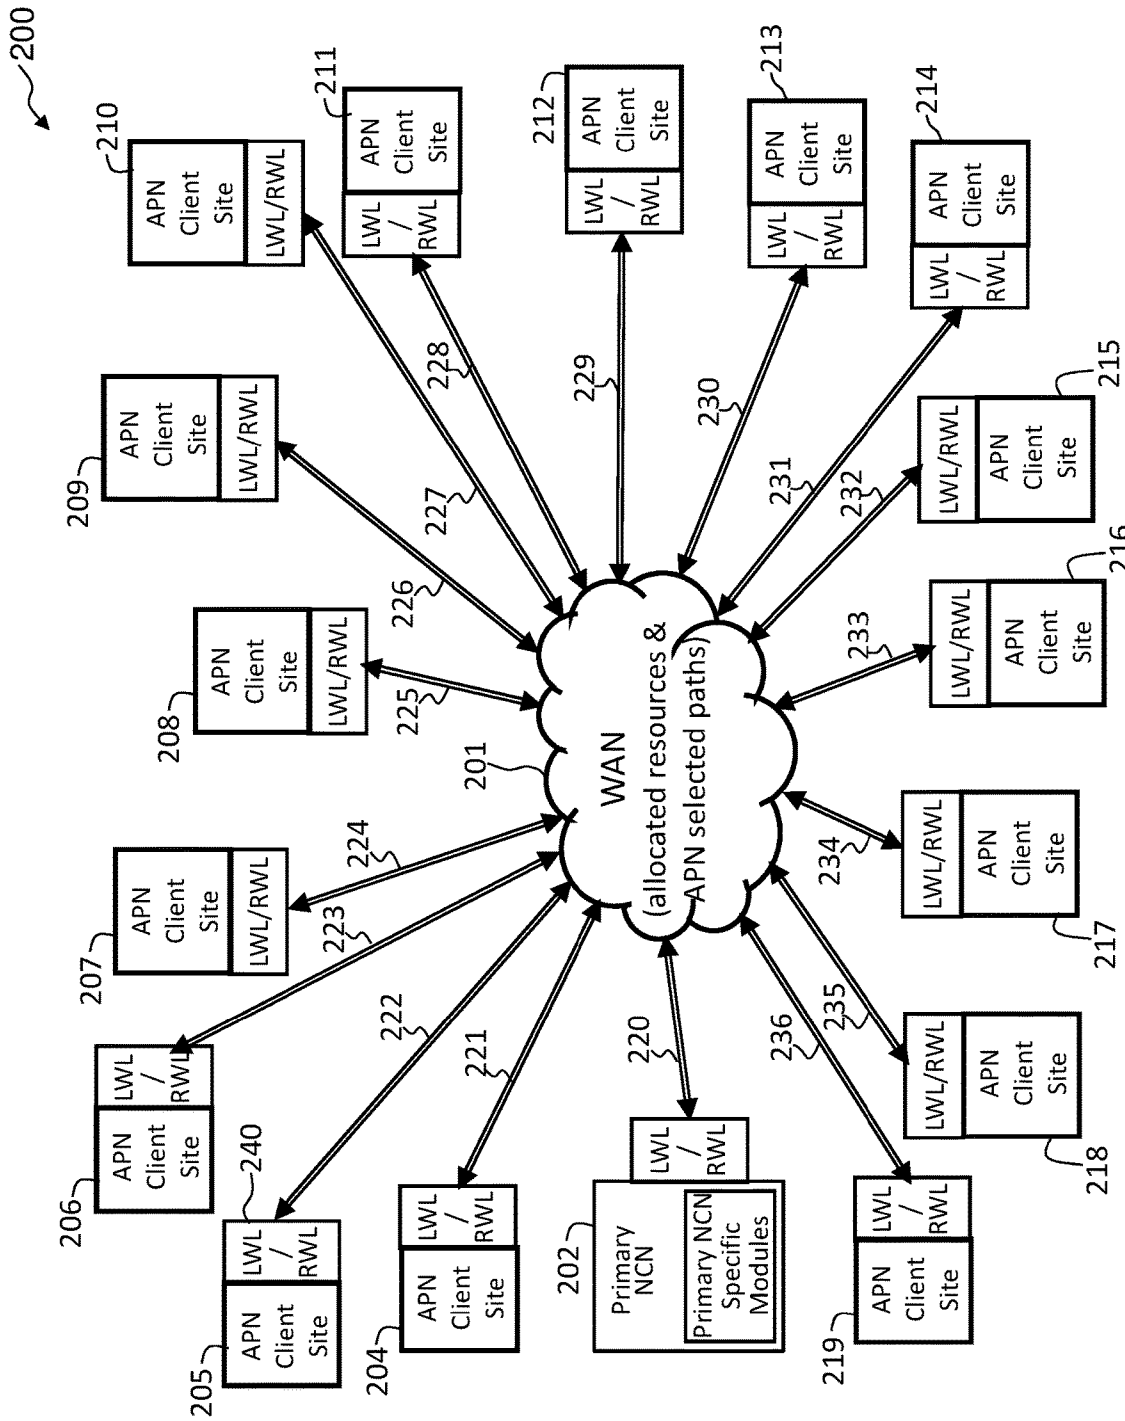 200
210
APN
Client
Site
LWL/RWL
211
APN
Client
Site
LWL
/
RWL
212
APN
Client
Site
LWL
/
RWL
213
APN
Client
Site
LWL
/
RWL
214
APN
Client
Site
LWL
/
RWL
209
APN
Client
Site
LWL/RWL
215
LWL/RWL
APN
Client
Site
208
APN
Client
Site
LWL/RWL
216
LWL/RWL
APN
Client
Site
207
APN
Client
Site
LWL/RWL
217
LWL/RWL
APN
Client
Site
206
APN
Client
Site
LWL
/
RWL
218
LWL/RWL
APN
Client
Site
205
APN
Client
Site
240
LWL
/
RWL
204
APN
Client
Site
LWL
/
RWL
202
Primary
NCN
Primary NCN
Specific
Modules
LWL
/
RWL
219
APN
Client
Site
LWL
/
RWL
201
WAN
(allocated resources &
APN selected paths)
220
221
222
223
224
225
226
227
228
229
230
231
232
233
234
235
236